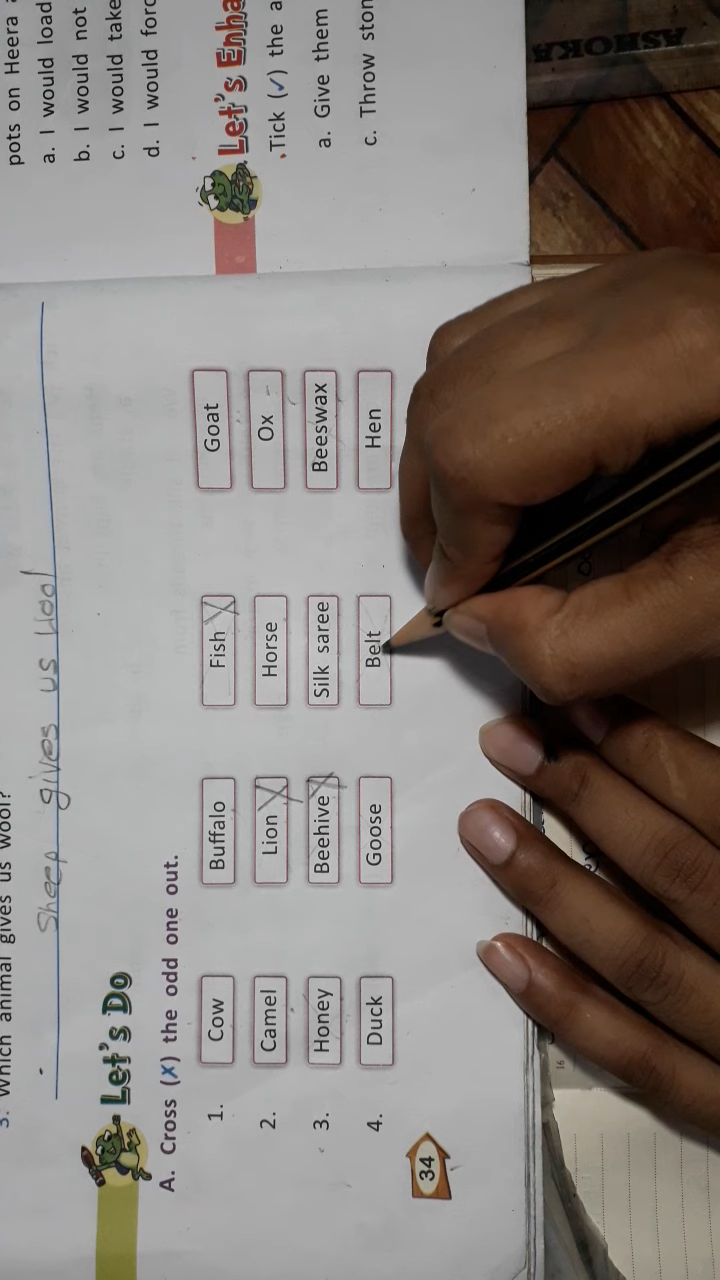 3. Which animal gives us wool?
Sheep gives us wool
Let's Do
A. Cross (X) the odd one out.
1. Cow Buffalo Fish X Goat
2. Camel Lion X Horse Ox
3. Honey Beehive X Silk saree Beeswax
4. Duck Goose Belt Hen
34
pots on Heera
a. I would load
b. I would not
c. I would take
d. I would forc
Let's Enha
Tick (✓) the a
a. Give them
c. Throw ston
ASHOKA
16